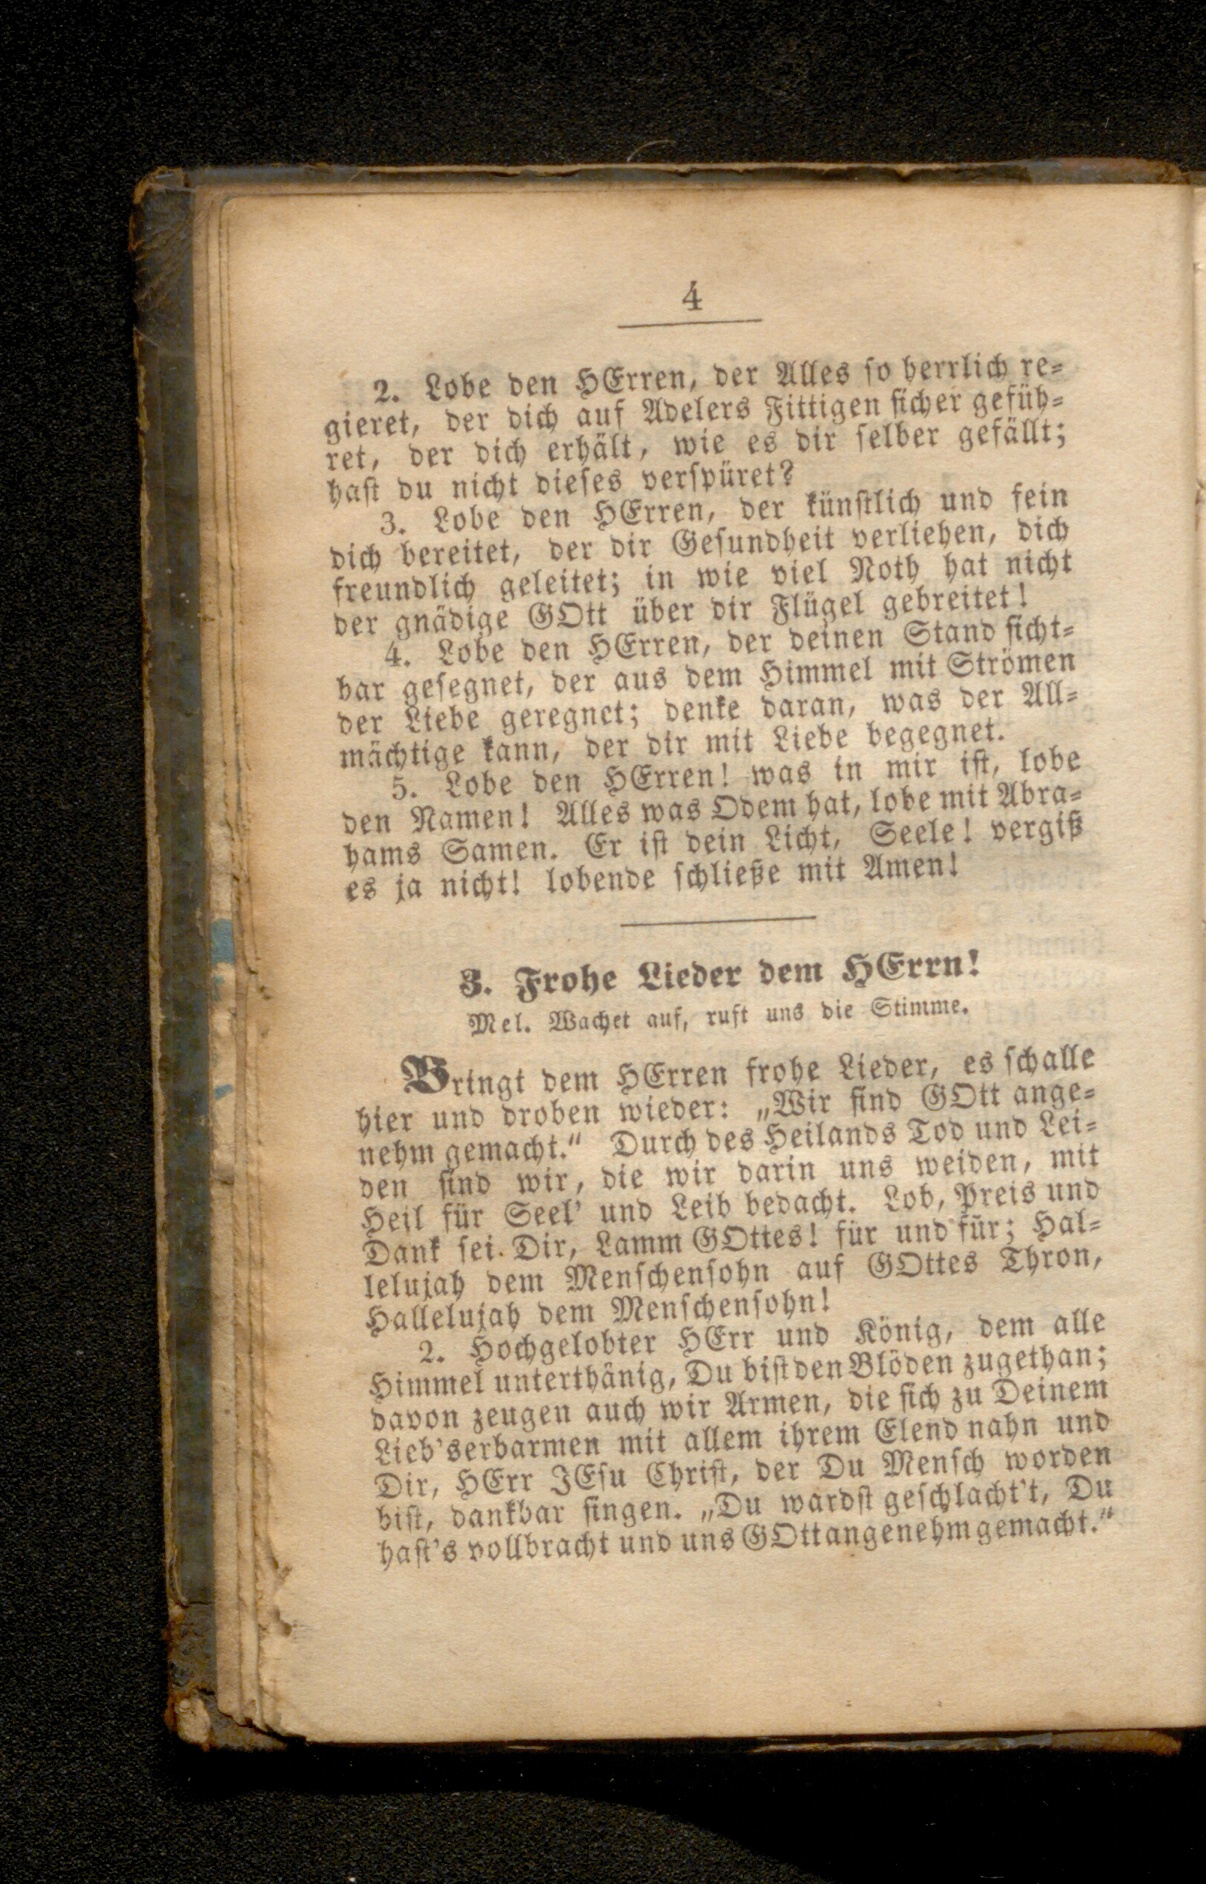 4
2. Lobe den HErren, der Alles so herrlich re-
gieret, der dich auf Adelers Fittigen sicher gefüh-
ret, der dich erhält, wie es dir selber gefällt;
hast du nicht dieses verspüret?
3. Lobe den HErren, der künstlich und fein
dich bereitet, der dir Gesundheit verliehen, dich
freundlich geleitet; in wie viel Noth hat nicht
der gnädige GOtt über dir Flügel gebreitet!
4. Lobe den HErren, der deinen Stand sicht-
bar gesegnet, der aus dem Himmel mit Strömen
der Liebe geregnet; denke daran, was der All-
mächtige kann, der dir mit Liebe begegnet.
5. Lobe den HErren! was in mir ist, lobe
den Namen! Alles was Odem hat, lobe mit Abra-
hams Samen. Er ist dein Licht, Seele! vergiß
es ja nicht! lobende schließe mit Amen!
3. Frohe Lieder dem HErrn!
Mel. Wachet auf, ruft uns die Stimme.
Bringt dem HErren frohe Lieder, es schalle
hier und droben wieder: „Wir sind GOtt ange-
nehm gemacht.“ Durch des Heilands Tod und Lei-
den sind wir, die wir darin uns weiden, mit
Heil für Seel' und Leib bedacht. Lob, Preis und
Dank sei Dir, Lamm GOttes! für und für; Hal-
lelujah dem Menschensohn auf GOttes Thron,
Hallelujah dem Menschensohn!
2. Hochgelobter HErr und König, dem alle
Himmel unterthänig, Du bist den Blöden zugethan;
davon zeugen auch wir Armen, die sich zu Deinem
Lieb'serbarmen mit allem ihrem Elend nahn und
Dir, HErr JEsu Christ, der Du Mensch worden
bist, dankbar singen. „Du wardst geschlacht't, Du
hast's vollbracht und uns GOtt angenehm gemacht.“